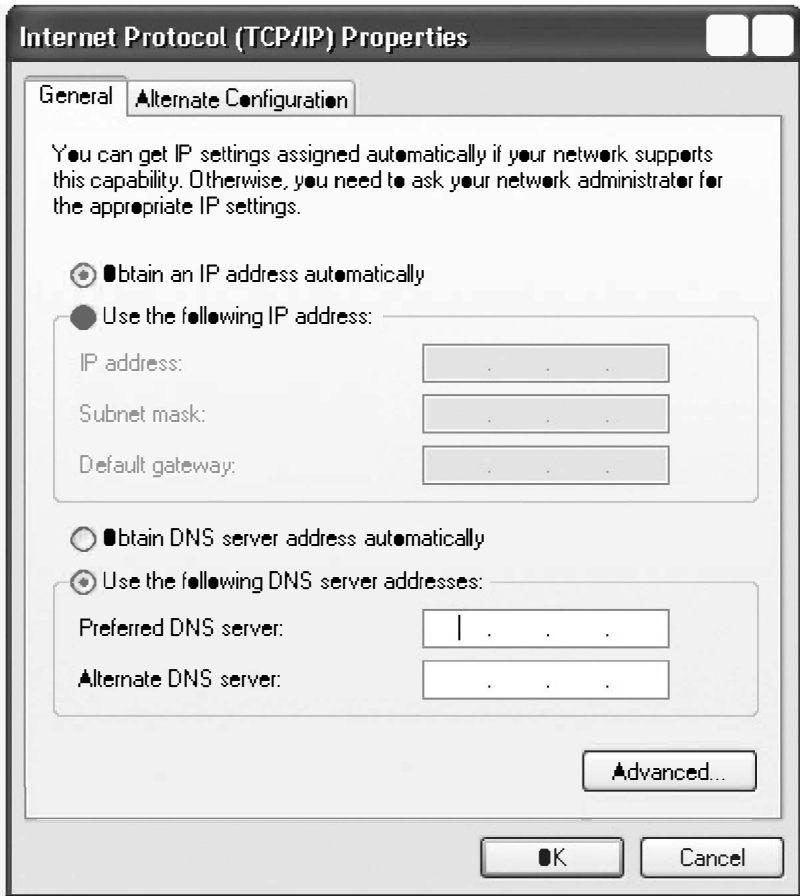 Internet Protocol (TCP/IP) Properties
General
Alternate Configuration
You can get IP settings assigned automatically if your network supports
this capability. Otherwise, you need to ask your network administrator for
the appropriate IP settings.
Obtain an IP address automatically
Use the following IP address:
IP address:
Subnet mask:
Default gateway:
Obtain DNS server address automatically
Use the following DNS server addresses:
Preferred DNS server:
Alternate DNS server:
Advanced...
OK
Cancel